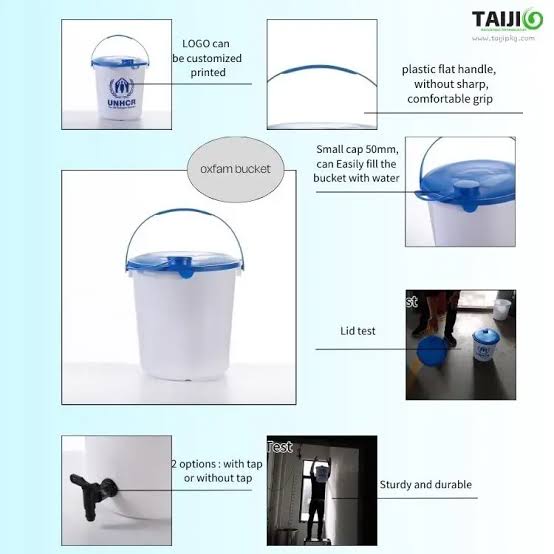 TAIJI
www.taijipkg.com
LOGO can
be customized
printed
UNHCR
plastic flat handle,
without sharp,
comfortable grip
oxfam bucket
Small cap 50mm,
can Easily fill the
bucket with water
st
UNHCR
Lid test
2 options : with tap
or without tap
Test
Sturdy and durable